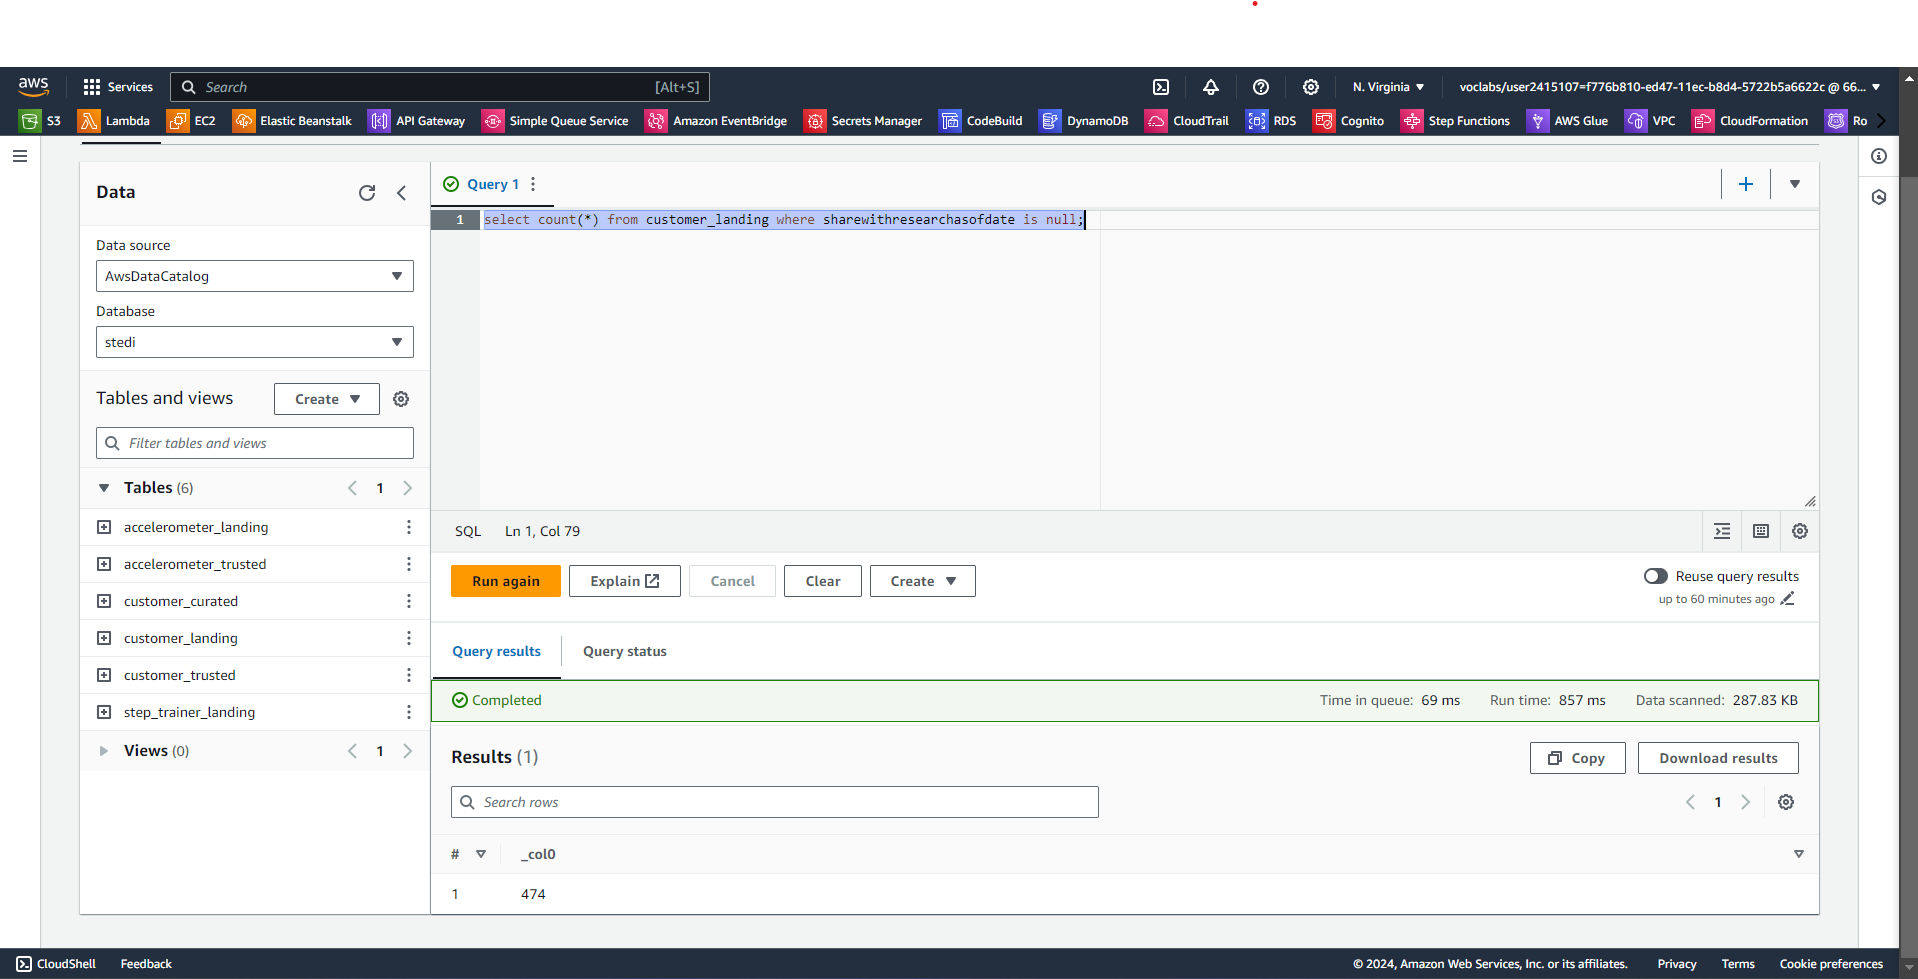 aws
Services
Search
[Alt+S]
N. Virginia
voclabs/user2415107=f776b810-ed47-11ec-b8d4-5722b5a6622c @ 66...
S3
Lambda
EC2
Elastic Beanstalk
API Gateway
Simple Queue Service
Amazon EventBridge
Secrets Manager
CodeBuild
DynamoDB
CloudTrail
RDS
Cognito
Step Functions
AWS Glue
VPC
CloudFormation
Ro
Data
Data source
AwsDataCatalog
Database
stedi
Tables and views
Create
Filter tables and views
Tables (6)
1
accelerometer_landing
accelerometer_trusted
customer_curated
customer_landing
customer_trusted
step_trainer_landing
Views (0)
1
Query 1
1
select count(*) from customer_landing where sharewithresearchasofdate is null;
SQL
Ln 1, Col 79
Run again
Explain
Cancel
Clear
Create
Reuse query results
up to 60 minutes ago
Query results
Query status
Completed
Time in queue: 69 ms
Run time: 857 ms
Data scanned: 287.83 KB
Results (1)
Copy
Download results
Search rows
1
#
_col0
1
474
CloudShell
Feedback
© 2024, Amazon Web Services, Inc. or its affiliates.
Privacy
Terms
Cookie preferences